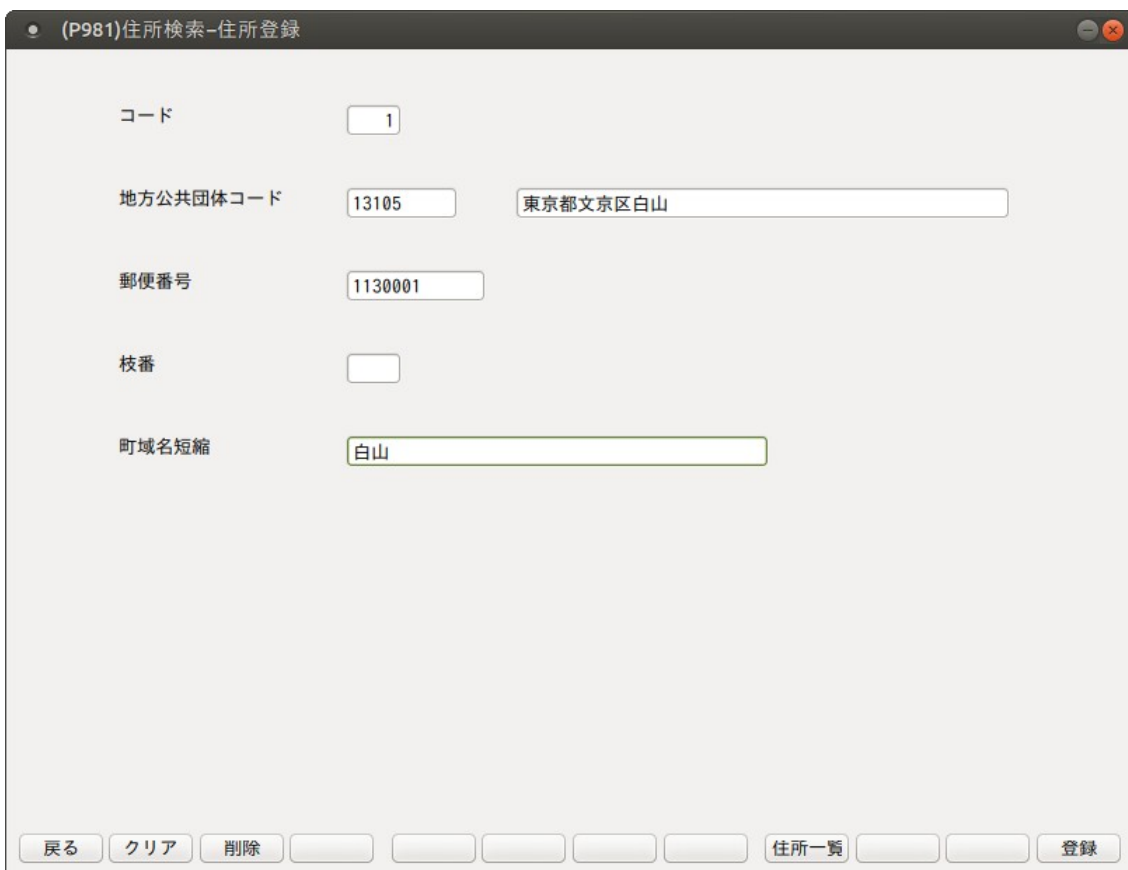 (P981)住所検索–住所登録
コード 1
地方公共団体コード 13105 東京都文京区白山
郵便番号 1130001
枝番
町域名短縮 白山
戻る クリア 削除 住所一覧 登録